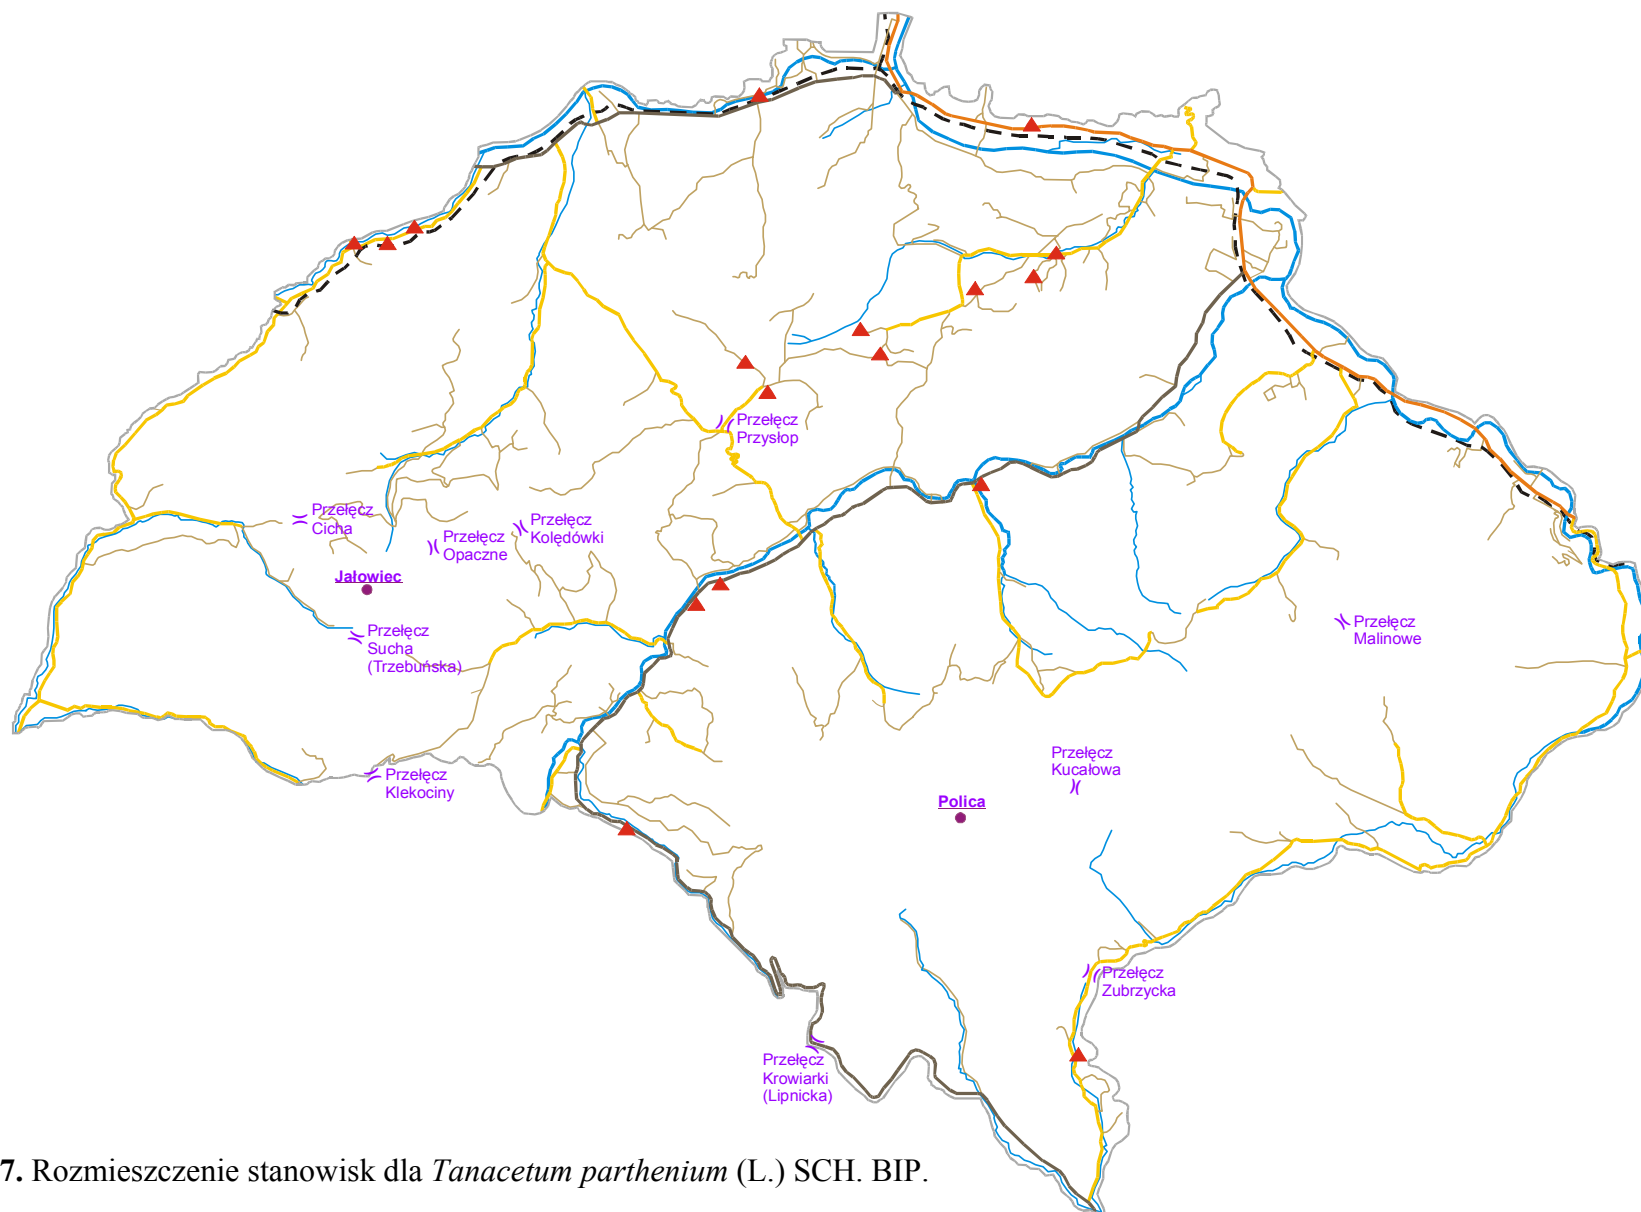 Przełęcz
Przysłop
Przełęcz
Cicha
Przełęcz
Kolędówki
Przełęcz
Opaczne
Jałowiec
Przełęcz
Sucha
(Trzebuńska)
Przełęcz
Malinowe
Przełęcz
Klekociny
Przełęcz
Kucałowa
Polica
Przełęcz
Zubrzycka
Przełęcz
Krowiarki
(Lipnicka)
7. Rozmieszczenie stanowisk dla Tanacetum parthenium (L.) SCH. BIP.